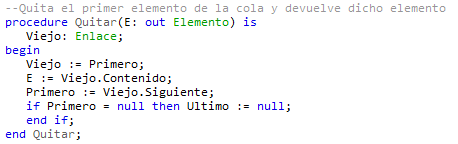 --Quita el primer elemento de la cola y devuelve dicho elemento
procedure Quitar(E: out Elemento) is
   Viejo: Enlace;
begin
   Viejo := Primero;
   E := Viejo.Contenido;
   Primero := Viejo.Siguiente;
   if Primero = null then Ultimo := null;
   end if;
end Quitar;